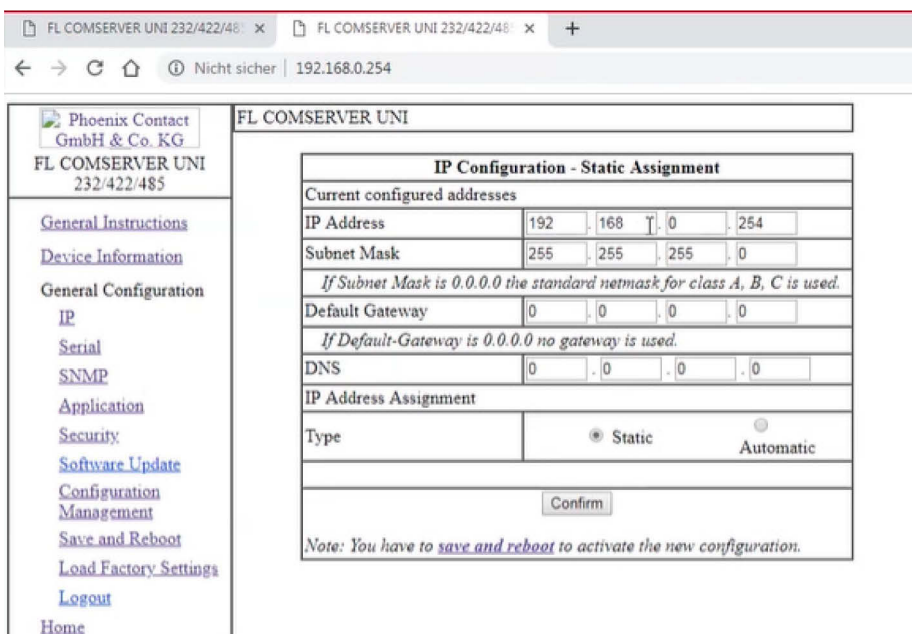 FL COMSERVER UNI 232/422/48
FL COMSERVER UNI 232/422/48
Nicht sicher | 192.168.0.254
Phoenix Contact
GmbH & Co. KG
FL COMSERVER UNI
232/422/485
General Instructions
Device Information
General Configuration
IP
Serial
SNMP
Application
Security
Software Update
Configuration
Management
Save and Reboot
Load Factory Settings
Logout
Home
FL COMSERVER UNI
IP Configuration - Static Assignment
Current configured addresses
IP Address 192 . 168 . 0 . 254
Subnet Mask 255 . 255 . 255 . 0
If Subnet Mask is 0.0.0.0 the standard netmask for class A, B, C is used.
Default Gateway 0 . 0 . 0 . 0
If Default-Gateway is 0.0.0.0 no gateway is used.
DNS 0 . 0 . 0 . 0
IP Address Assignment
Type Static Automatic
Confirm
Note: You have to save and reboot to activate the new configuration.